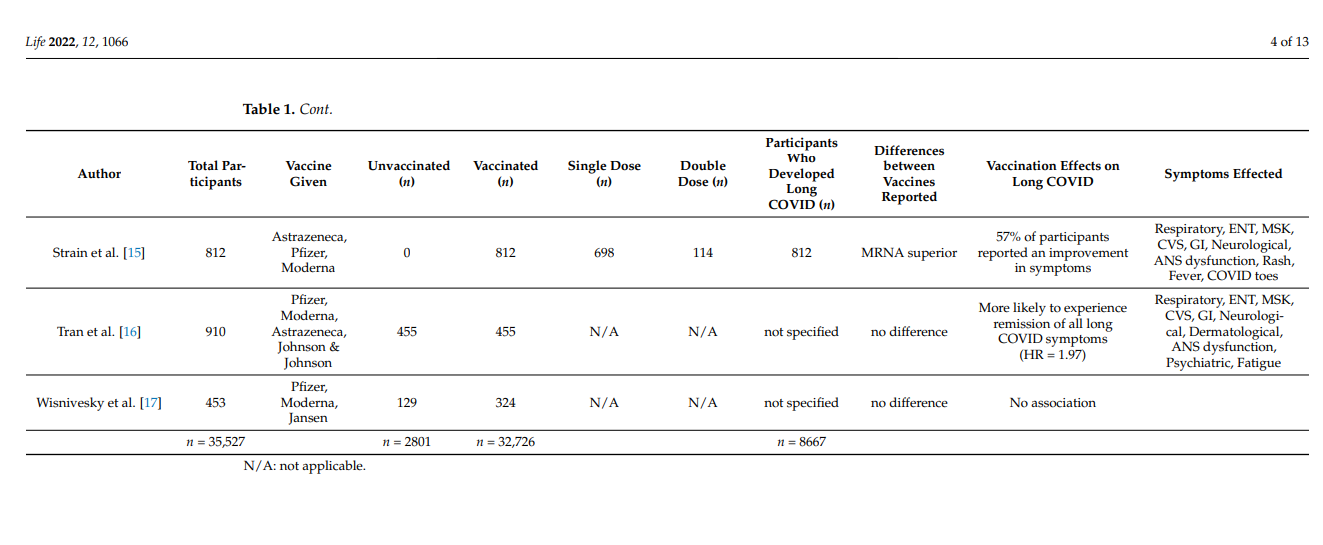 Life 2022, 12, 1066 4 of 13
Table 1. Cont.
Author Total Par- Vaccine Unvaccinated Vaccinated Single Dose Double Participants Differences Vaccination Effects on Symptoms Effected
ticipants Given (n) (n) (n) Dose (n) Who between Long COVID
Developed Vaccines
Long Reported
COVID (n)
Strain et al. [15] 812 Astrazeneca, 0 812 698 114 812 MRNA superior 57% of participants Respiratory, ENT, MSK,
Pfizer, reported an improvement CVS, GI, Neurological,
Moderna in symptoms ANS dysfunction, Rash,
Fever, COVID toes
Tran et al. [16] 910 Pfizer, 455 455 N/A N/A not specified no difference More likely to experience Respiratory, ENT, MSK,
Moderna, remission of all long CVS, GI, Neurologi-
Astrazeneca, COVID symptoms cal, Dermatological,
Johnson & (HR = 1.97) ANS dysfunction,
Johnson Psychiatric, Fatigue
Wisnivesky et al. [17] 453 Pfizer, 129 324 N/A N/A not specified no difference No association
Moderna,
Jansen
n = 35,527 n = 2801 n = 32,726 n = 8667
N/A: not applicable.